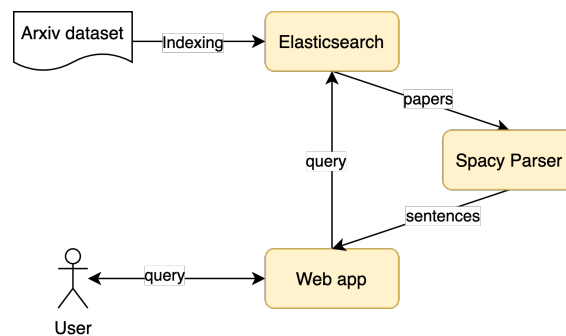 Arxiv dataset
Indexing
Elasticsearch
papers
query
Spacy Parser
sentences
query
Web app
User